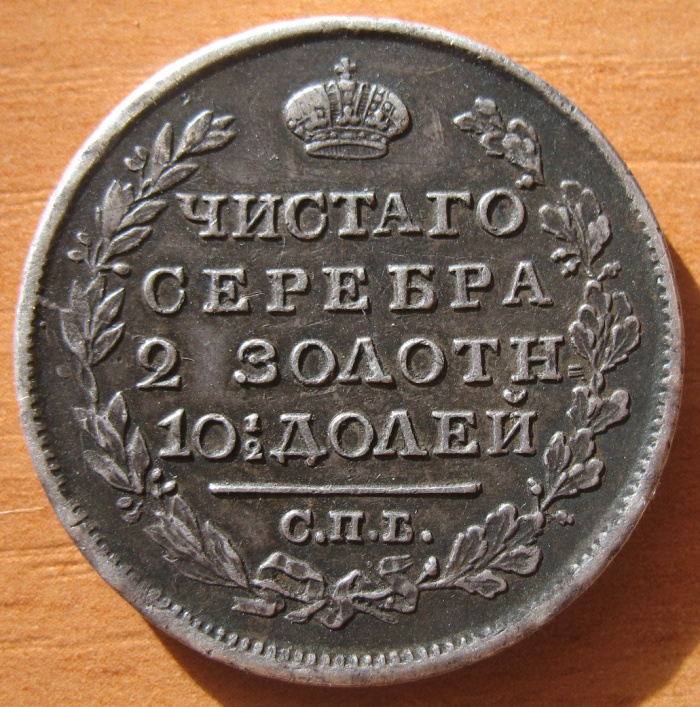 ЧИСТАГО
СЕРЕБРА
2 ЗОЛОТН.
10½ ДОЛЕЙ
С.П.Б.